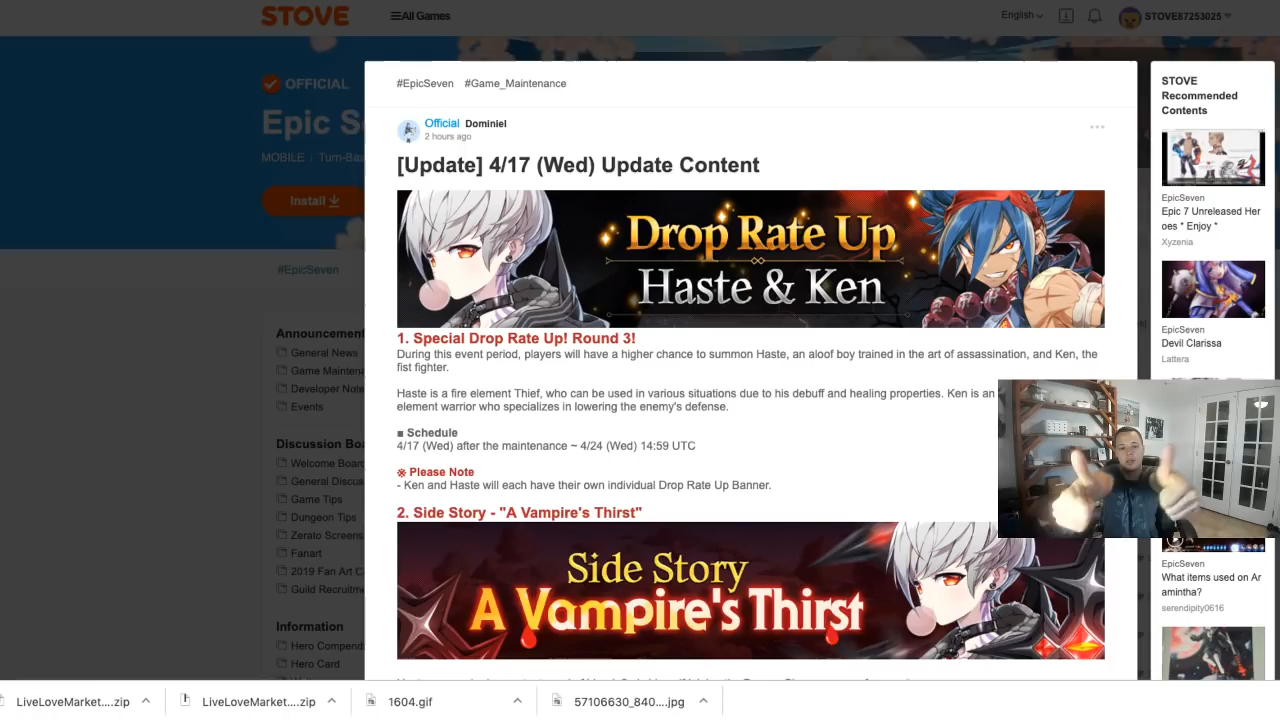 STOVE
All Games
English
STOVE87253025
OFFICIAL
Epic S
MOBILE
Turn-Ba
Install
#EpicSeven
Announcement
General News
Game Maintena
Developer Note
Events
Discussion Boa
Welcome Board
General Discus
Game Tips
Dungeon Tips
Zerato Screens
Fanart
2019 Fan Art C
Guild Recruitme
Information
Hero Compend
Hero Card
#EpicSeven #Game_Maintenance
Official Dominiel
2 hours ago
[Update] 4/17 (Wed) Update Content
Drop Rate Up
Haste & Ken
1. Special Drop Rate Up! Round 3!
During this event period, players will have a higher chance to summon Haste, an aloof boy trained in the art of assassination, and Ken, the
fist fighter.
Haste is a fire element Thief, who can be used in various situations due to his debuff and healing properties. Ken is an
element warrior who specializes in lowering the enemy's defense.
■ Schedule
4/17 (Wed) after the maintenance ~ 4/24 (Wed) 14:59 UTC
※ Please Note
- Ken and Haste will each have their own individual Drop Rate Up Banner.
2. Side Story - "A Vampire's Thirst"
Side Story
A Vampire's Thirst
STOVE
Recommended
Contents
EpicSeven
Epic 7 Unreleased Her
oes * Enjoy *
Xyzenia
EpicSeven
Devil Clarissa
Lattera
EpicSeven
What items used on Ar
amintha?
serendipity0616
LiveLoveMarket....zip
LiveLoveMarket....zip
1604.gif
57106630_840....jpg